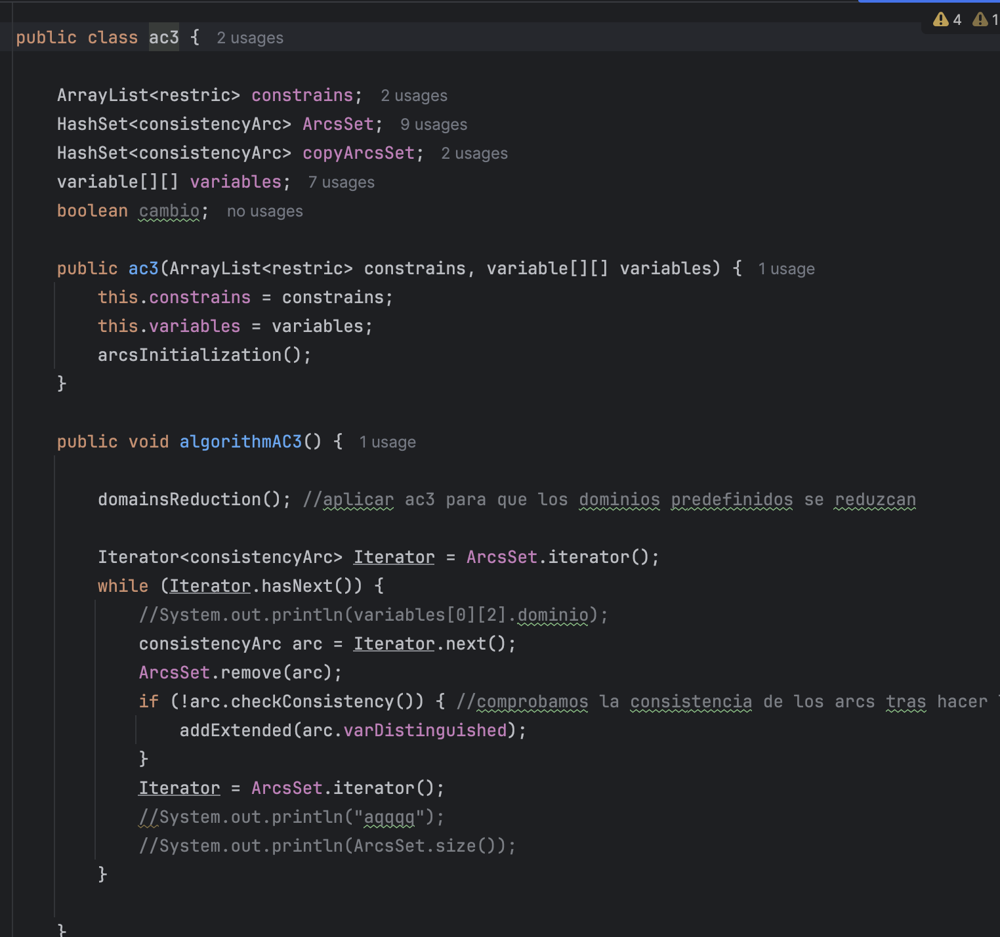 4 1
public class ac3 { 2 usages
ArrayList<restric> constrains; 2 usages
HashSet<consistencyArc> ArcsSet; 9 usages
HashSet<consistencyArc> copyArcsSet; 2 usages
variable[][] variables; 7 usages
boolean cambio; no usages
public ac3(ArrayList<restric> constrains, variable[][] variables) { 1 usage
this.constrains = constrains;
this.variables = variables;
arcsInitialization();
}
public void algorithmAC3() { 1 usage
domainsReduction(); //aplicar ac3 para que los dominios predefinidos se reduzcan
Iterator<consistencyArc> Iterator = ArcsSet.iterator();
while (Iterator.hasNext()) {
//System.out.println(variables[0][2].dominio);
consistencyArc arc = Iterator.next();
ArcsSet.remove(arc);
if (!arc.checkConsistency()) { //comprobamos la consistencia de los arcs tras hacer
addExtended(arc.varDistinguished);
}
Iterator = ArcsSet.iterator();
//System.out.println("aqqqq");
//System.out.println(ArcsSet.size());
}
}